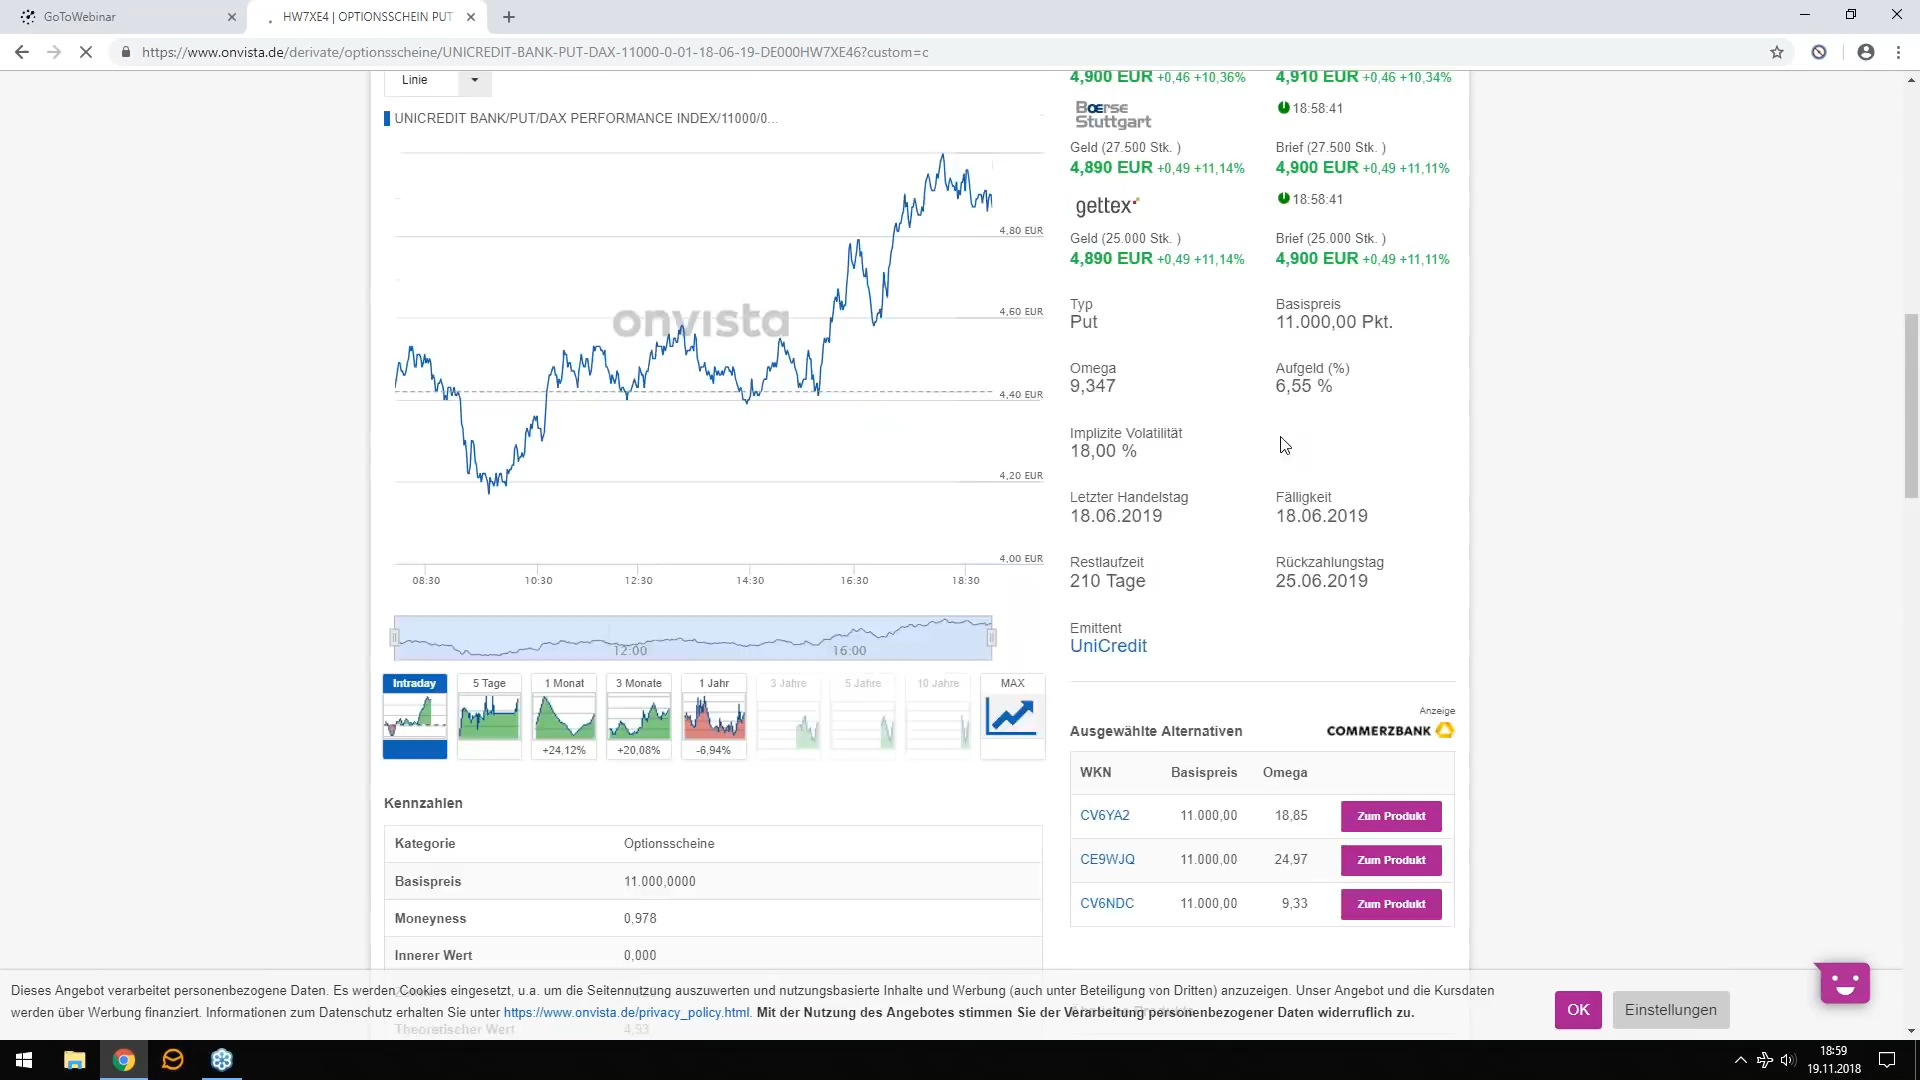 GoToWebinar
HW7XE4 | OPTIONSSCHEIN PUT
https://www.onvista.de/derivate/optionsscheine/UNICREDIT-BANK-PUT-DAX-11000-0-01-18-06-19-DE000HW7XE46?custom=c
Linie
4,900 EUR +0,46 +10,36%
4,910 EUR +0,46 +10,34%
UNICREDIT BANK/PUT/DAX PERFORMANCE INDEX/11000/0...
Boerse
Stuttgart
18:58:41
Geld (27.500 Stk. )
Brief (27.500 Stk. )
4,890 EUR +0,49 +11,14%
4,900 EUR +0,49 +11,11%
gettex
18:58:41
Geld (25.000 Stk. )
Brief (25.000 Stk. )
4,890 EUR +0,49 +11,14%
4,900 EUR +0,49 +11,11%
4,80 EUR
4,60 EUR
onvista
4,40 EUR
4,20 EUR
4,00 EUR
08:30
10:30
12:30
14:30
16:30
18:30
12:00
16:00
Typ
Put
Basispreis
11.000,00 Pkt.
Omega
9,347
Aufgeld (%)
6,55 %
Implizite Volatilität
18,00 %
Letzter Handelstag
18.06.2019
Fälligkeit
18.06.2019
Restlaufzeit
210 Tage
Rückzahlungstag
25.06.2019
Emittent
UniCredit
Intraday
5 Tage
1 Monat
3 Monate
1 Jahr
3 Jahre
5 Jahre
10 Jahre
MAX
+24,12%
+20,08%
-6,94%
Anzeige
Ausgewählte Alternativen
COMMERZBANK
WKN Basispreis Omega
CV6YA2 11.000,00 18,85 Zum Produkt
CE9WJQ 11.000,00 24,97 Zum Produkt
CV6NDC 11.000,00 9,33 Zum Produkt
Kennzahlen
Kategorie Optionsscheine
Basispreis 11.000,0000
Moneyness 0,978
Innerer Wert 0,000
Theoretischer Wert 4,93
Dieses Angebot verarbeitet personenbezogene Daten. Es werden Cookies eingesetzt, u.a. um die Seitennutzung auszuwerten und nutzungsbasierte Inhalte und Werbung (auch unter Beteiligung von Dritten) anzuzeigen. Unser Angebot und die Kursdaten
werden über Werbung finanziert. Informationen zum Datenschutz erhalten Sie unter https://www.onvista.de/privacy_policy.html. Mit der Nutzung des Angebotes stimmen Sie der Verarbeitung personenbezogener Daten widerruflich zu.
OK
Einstellungen
18:59
19.11.2018